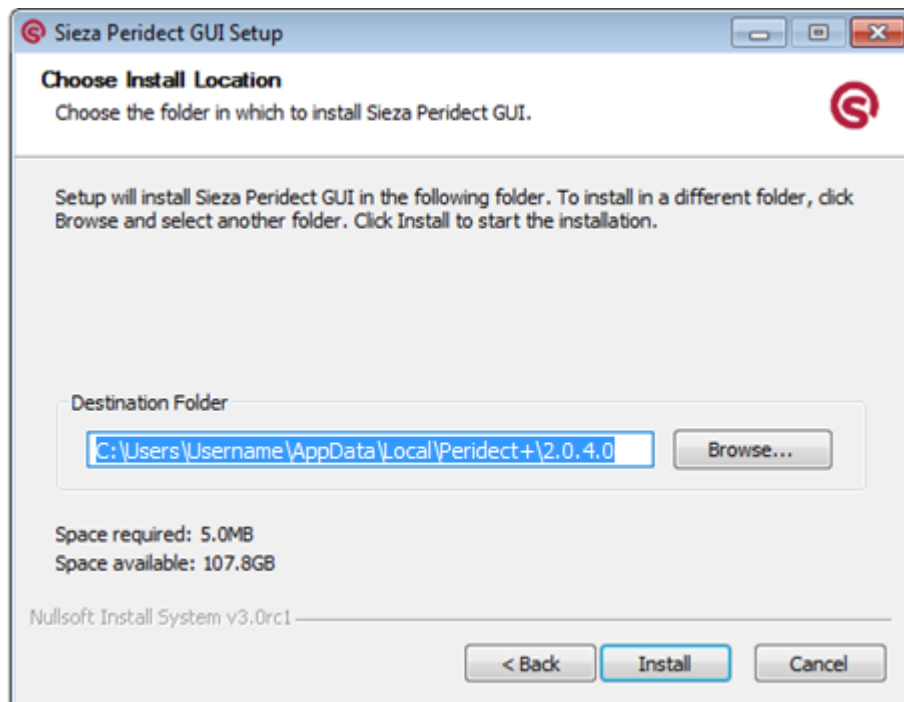 Sieza Peridect GUI Setup
Choose Install Location
Choose the folder in which to install Sieza Peridect GUI.
Setup will install Sieza Peridect GUI in the following folder. To install in a different folder, click
Browse and select another folder. Click Install to start the installation.
Destination Folder
C:\Users\Username\AppData\Local\Peridect+\2.0.4.0
Browse...
Space required: 5.0MB
Space available: 107.8GB
Nullsoft Install System v3.0rc1
< Back
Install
Cancel